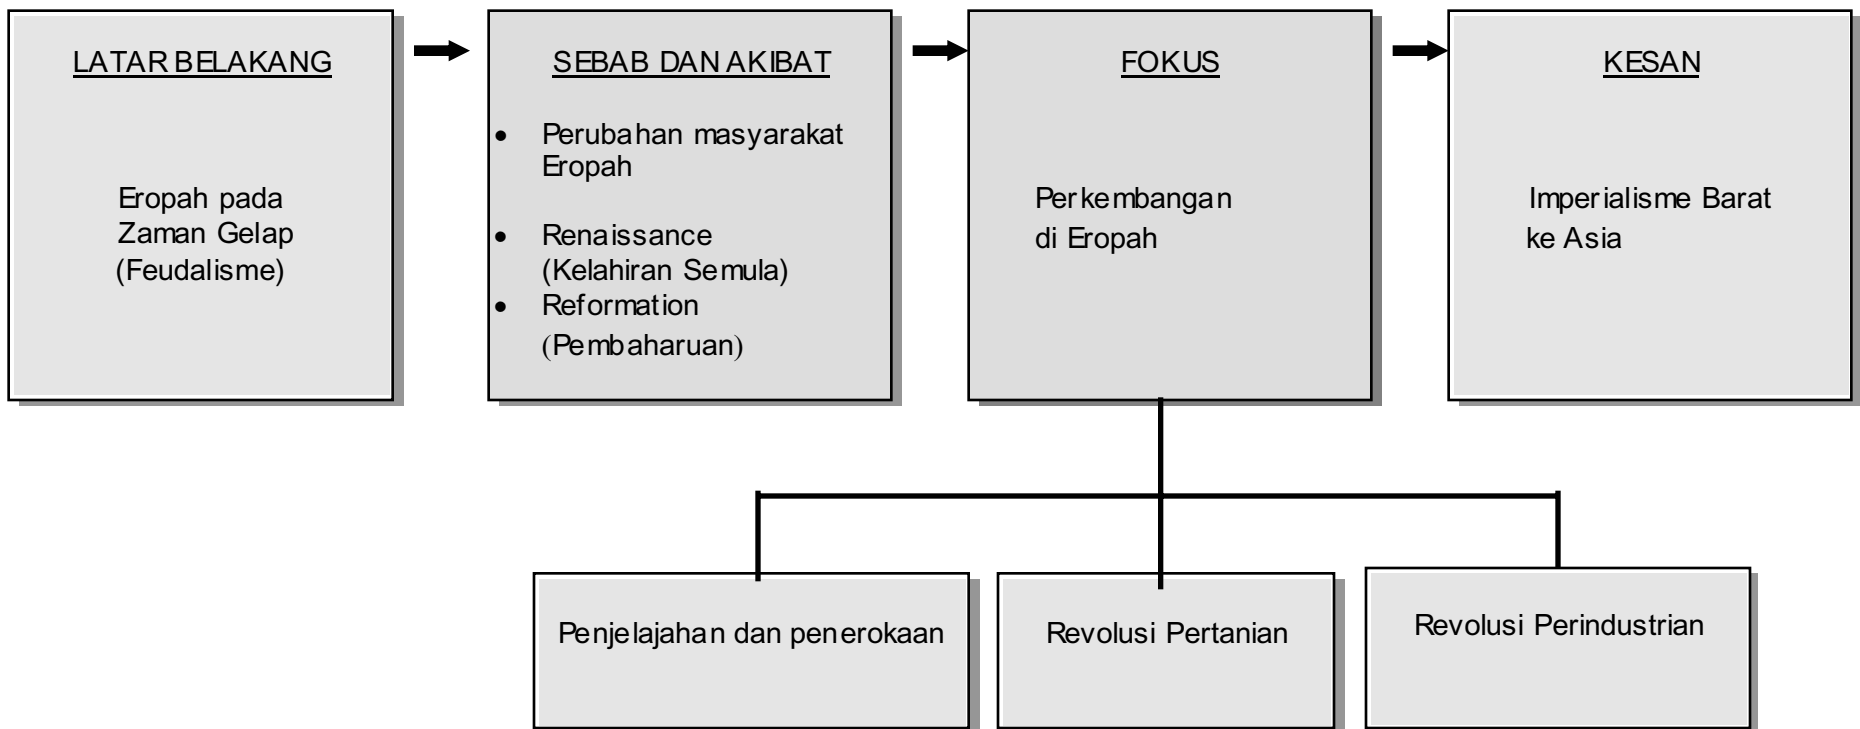 LATAR BELAKANG
Eropah pada
Zaman Gelap
(Feudalisme)
SEBAB DAN AKIBAT
• Perubahan masyarakat
Eropah
• Renaissance
(Kelahiran Semula)
• Reformation
(Pembaharuan)
FOKUS
Perkembangan
di Eropah
KESAN
Imperialisme Barat
ke Asia
Penjelajahan dan penerokaan
Revolusi Pertanian
Revolusi Perindustrian